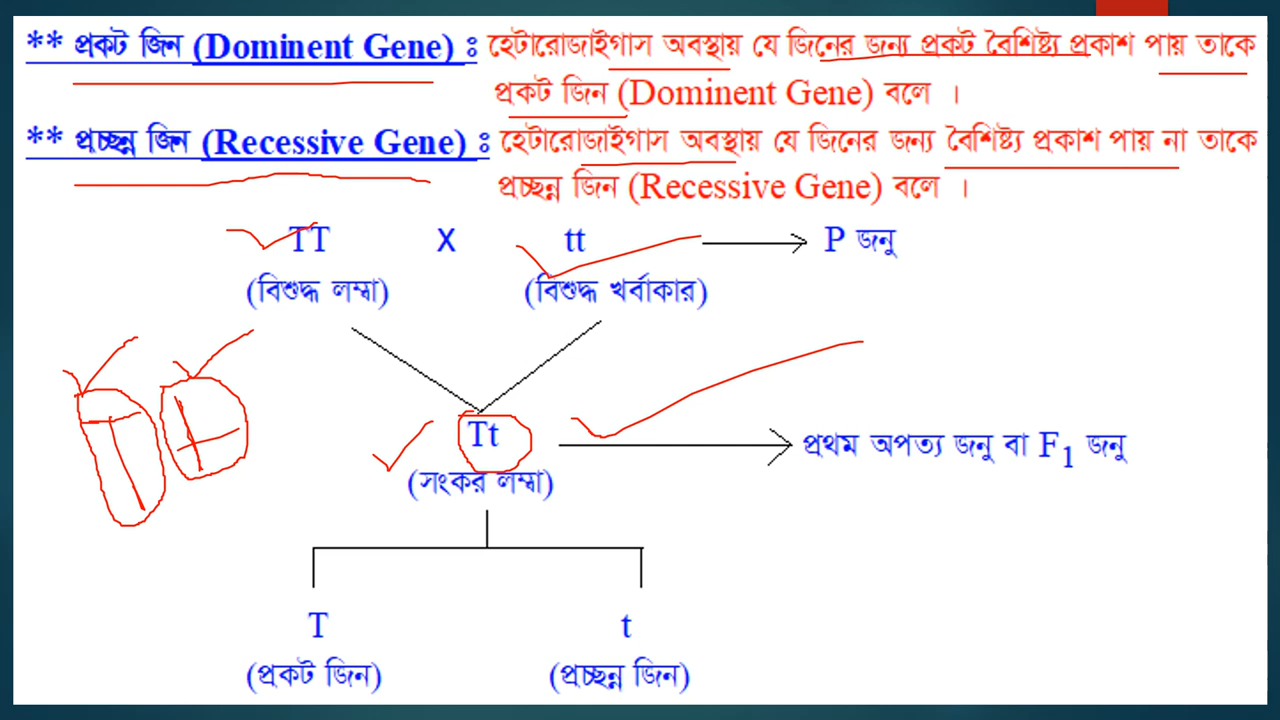 ** প্রকট জিন (Dominent Gene) : হেটারোজাইগাস অবস্থায় যে জিনের জন্য প্রকট বৈশিষ্ট্য প্রকাশ পায় তাকে
প্রকট জিন (Dominent Gene) বলে ।
** প্রচ্ছন্ন জিন (Recessive Gene) : হেটারোজাইগাস অবস্থায় যে জিনের জন্য বৈশিষ্ট্য প্রকাশ পায় না তাকে
প্রচ্ছন্ন জিন (Recessive Gene) বলে ।
TT X tt P জনু
(বিশুদ্ধ লম্বা) (বিশুদ্ধ খর্বাকার)
T t
Tt প্রথম অপত্য জনু বা F1 জনু
(সংকর লম্বা)
T t
(প্রকট জিন) (প্রচ্ছন্ন জিন)